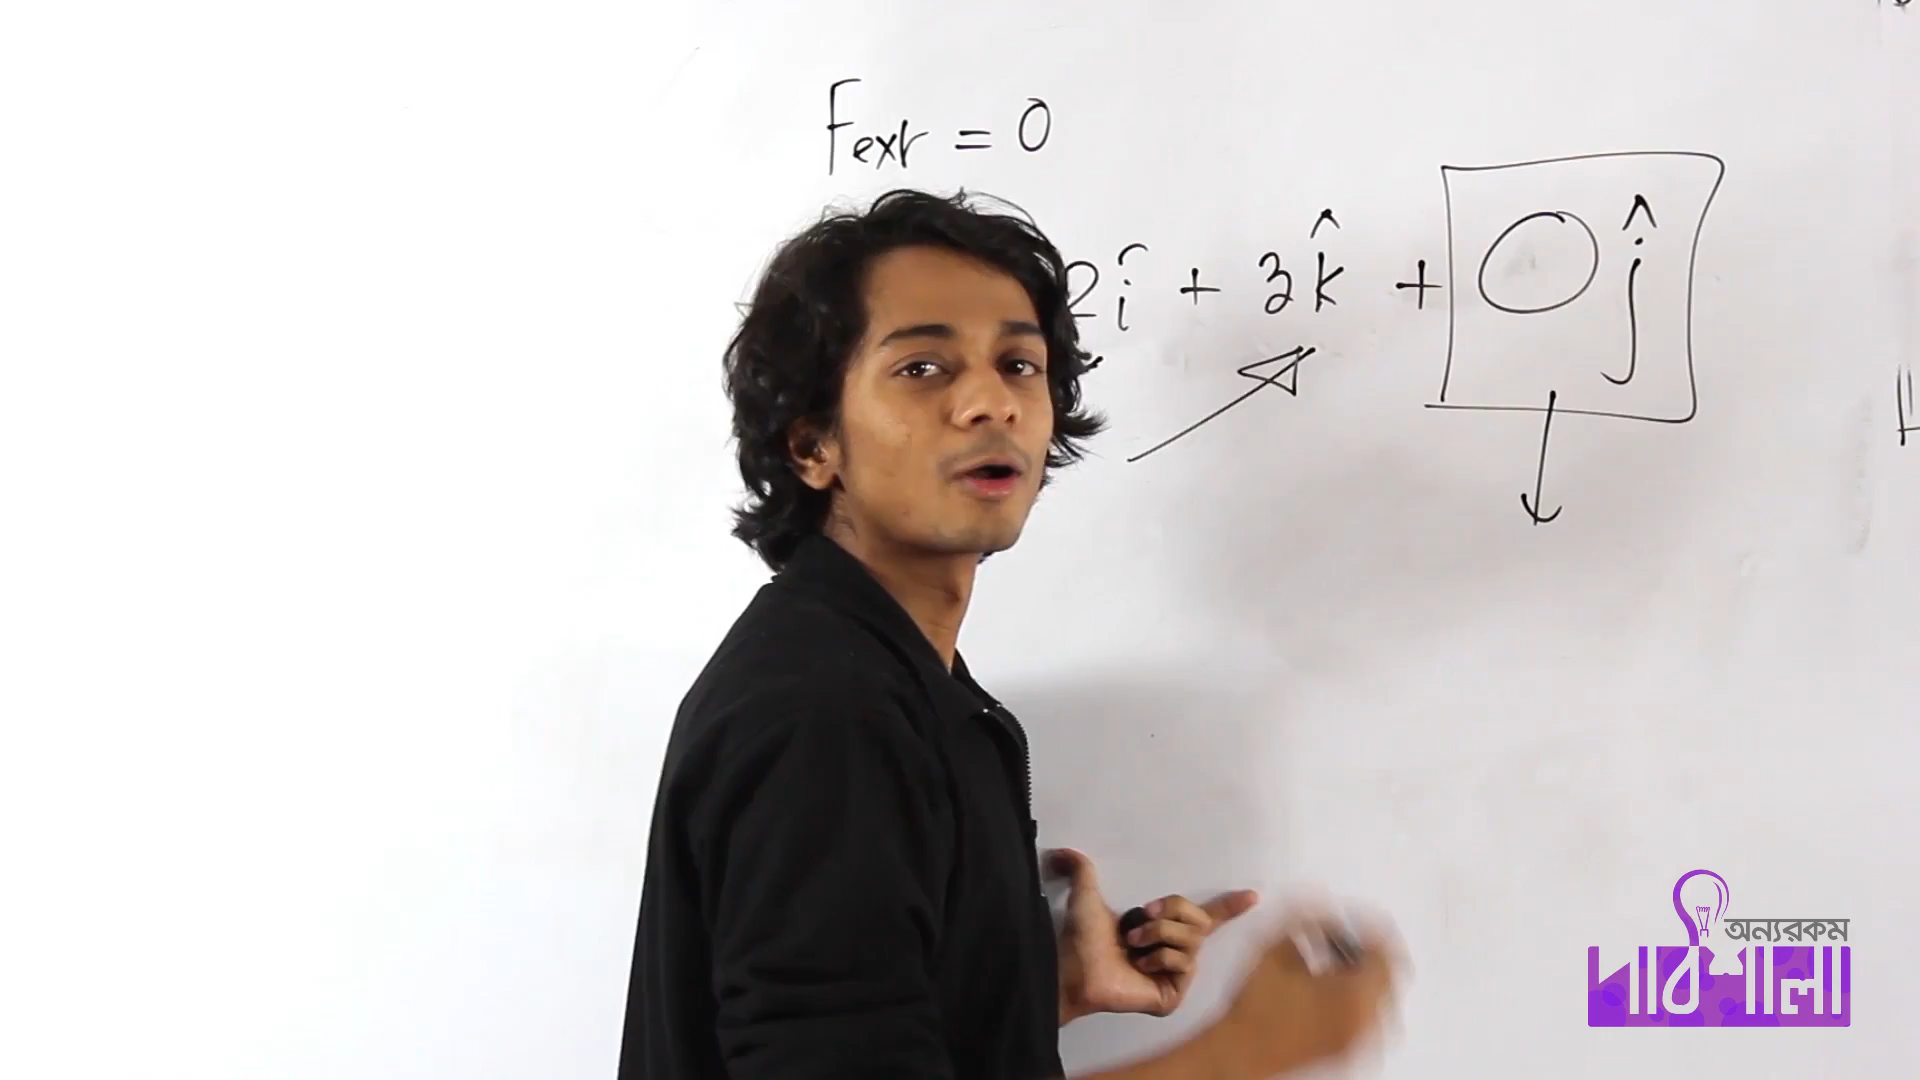 Fext = 0
2î + 3k̂ + 0ĵ
অন্যরকম
পাঠশালা